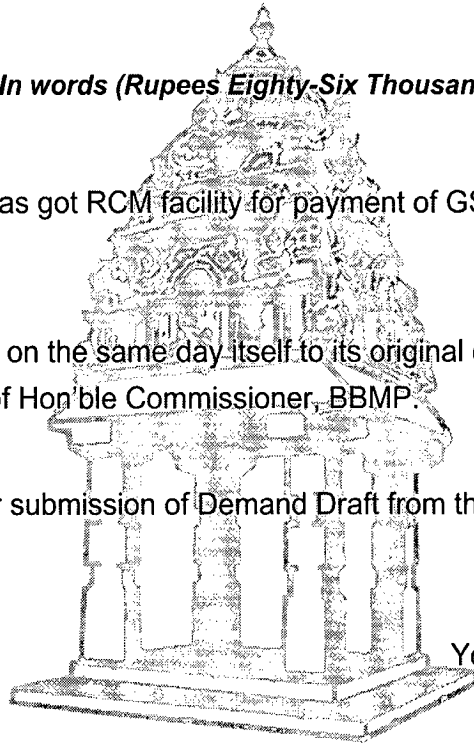 In words (Rupees Eighty-Six Thousan
as got RCM facility for payment of GS
on the same day itself to its original
of Hon'ble Commissioner, BBMP.
r submission of Demand Draft from th
Yo